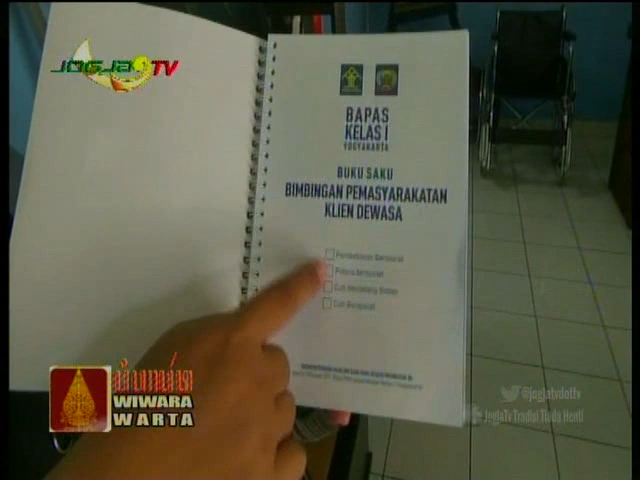 JOGJA TV
BAPAS
KELAS I
YOGYAKARTA
BUKU SAKU
BIMBINGAN PEMASYARAKATAN
KLIEN DEWASA
Pembebasan Bersyarat
Cuti Menjelang Bebas
Cuti Bersyarat
WIWARA
WARTA
@jogjatvdottv
JogjaTv Tradisi Tiada Henti